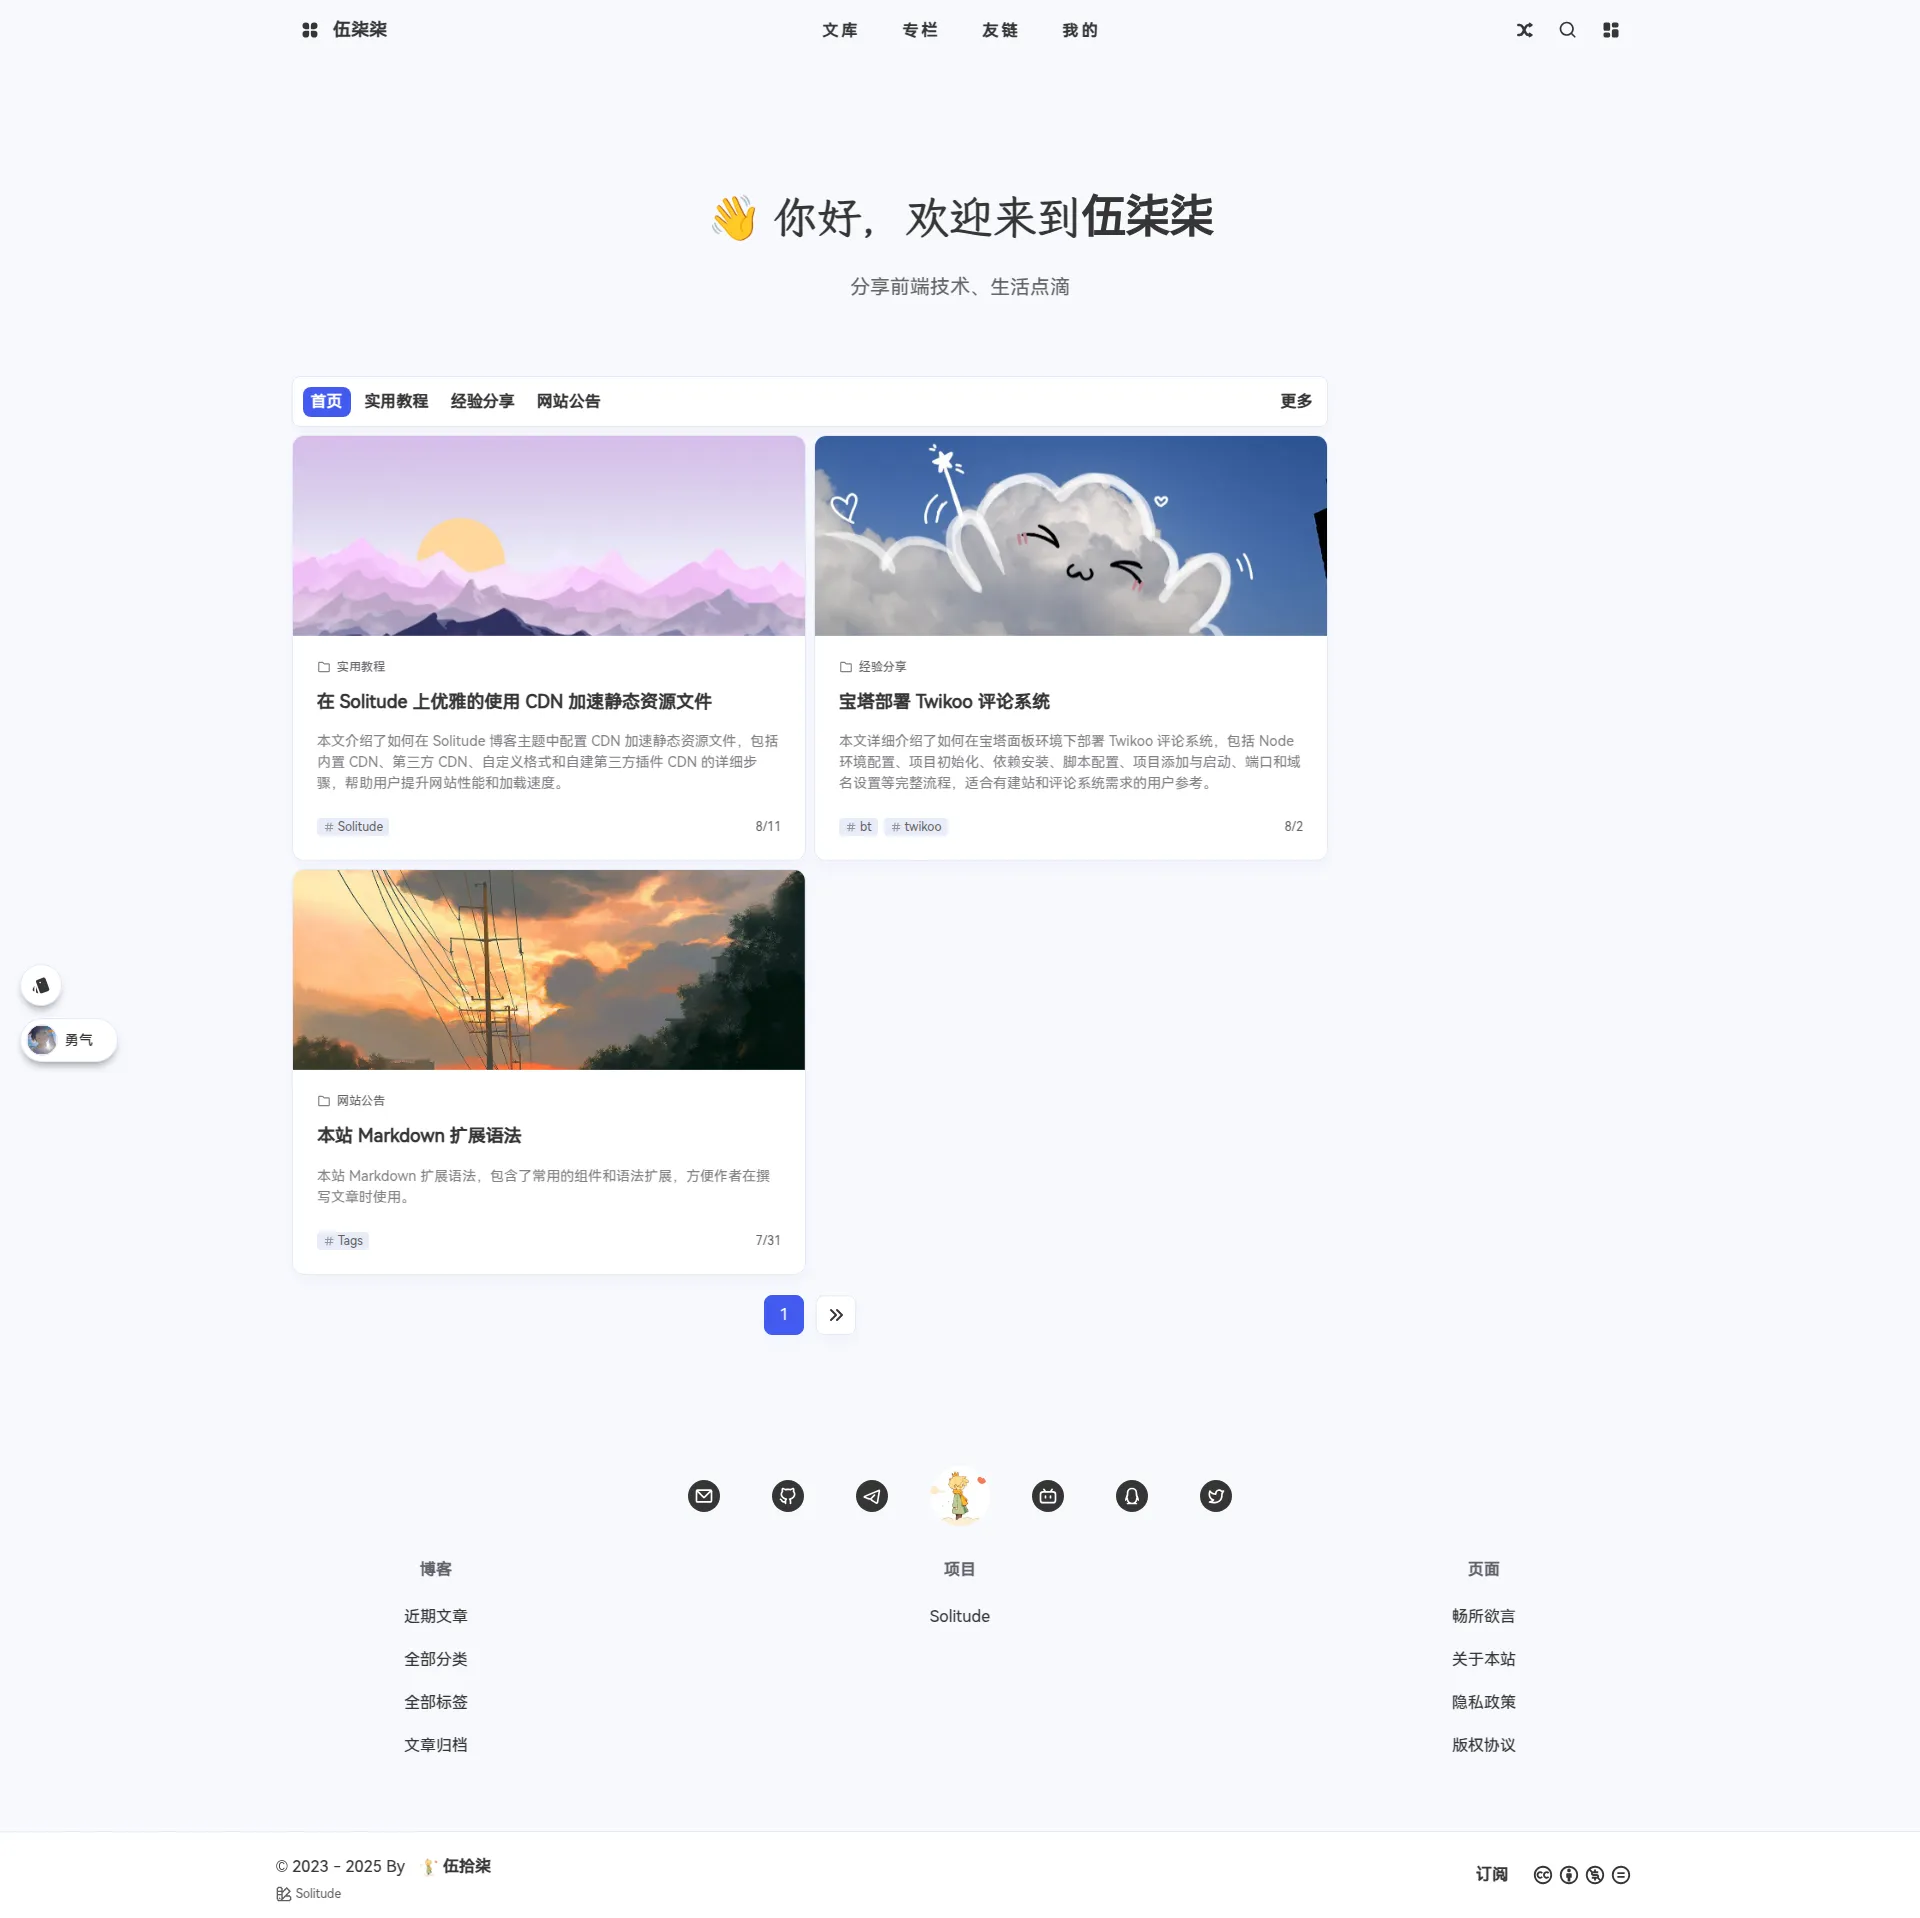 伍柒柒
文库 专栏 友链 我的
👋 你好，欢迎来到伍柒柒
分享前端技术、生活点滴
首页 实用教程 经验分享 网站公告 更多
实用教程
在 Solitude 上优雅的使用 CDN 加速静态资源文件
本文介绍了如何在 Solitude 博客主题中配置 CDN 加速静态资源文件，包括
内置 CDN、第三方 CDN、自定义格式和自建第三方插件 CDN 的详细步
骤，帮助用户提升网站性能和加载速度。
# Solitude 8/11
经验分享
宝塔部署 Twikoo 评论系统
本文详细介绍了如何在宝塔面板环境下部署 Twikoo 评论系统，包括 Node
环境配置、项目初始化、依赖安装、脚本配置、项目添加与启动、端口和域
名设置等完整流程，适合有建站和评论系统需求的用户参考。
# bt # twikoo 8/2
网站公告
本站 Markdown 扩展语法
本站 Markdown 扩展语法，包含了常用的组件和语法扩展，方便作者在撰
写文章时使用。
# Tags 7/31
勇气
1
博客
近期文章
全部分类
全部标签
文章归档
项目
Solitude
页面
畅所欲言
关于本站
隐私政策
版权协议
© 2023 - 2025 By 伍拾柒
Solitude
订阅